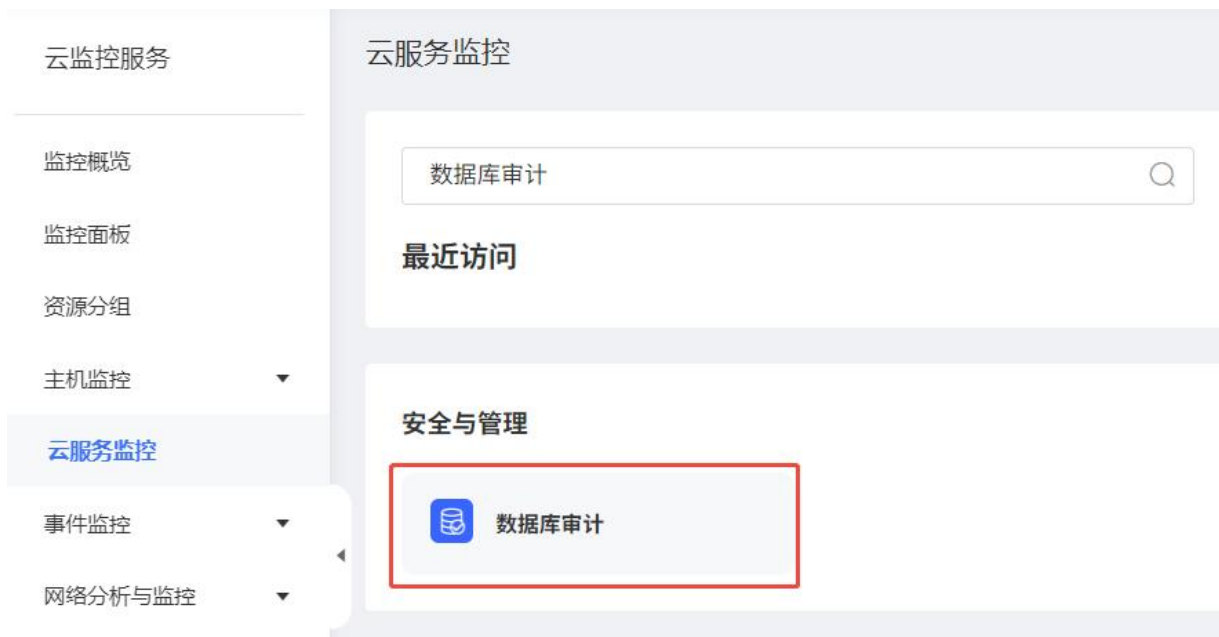 云监控服务
监控概览
监控面板
资源分组
主机监控
云服务监控
事件监控
网络分析与监控
云服务监控
数据库审计
最近访问
安全与管理
数据库审计